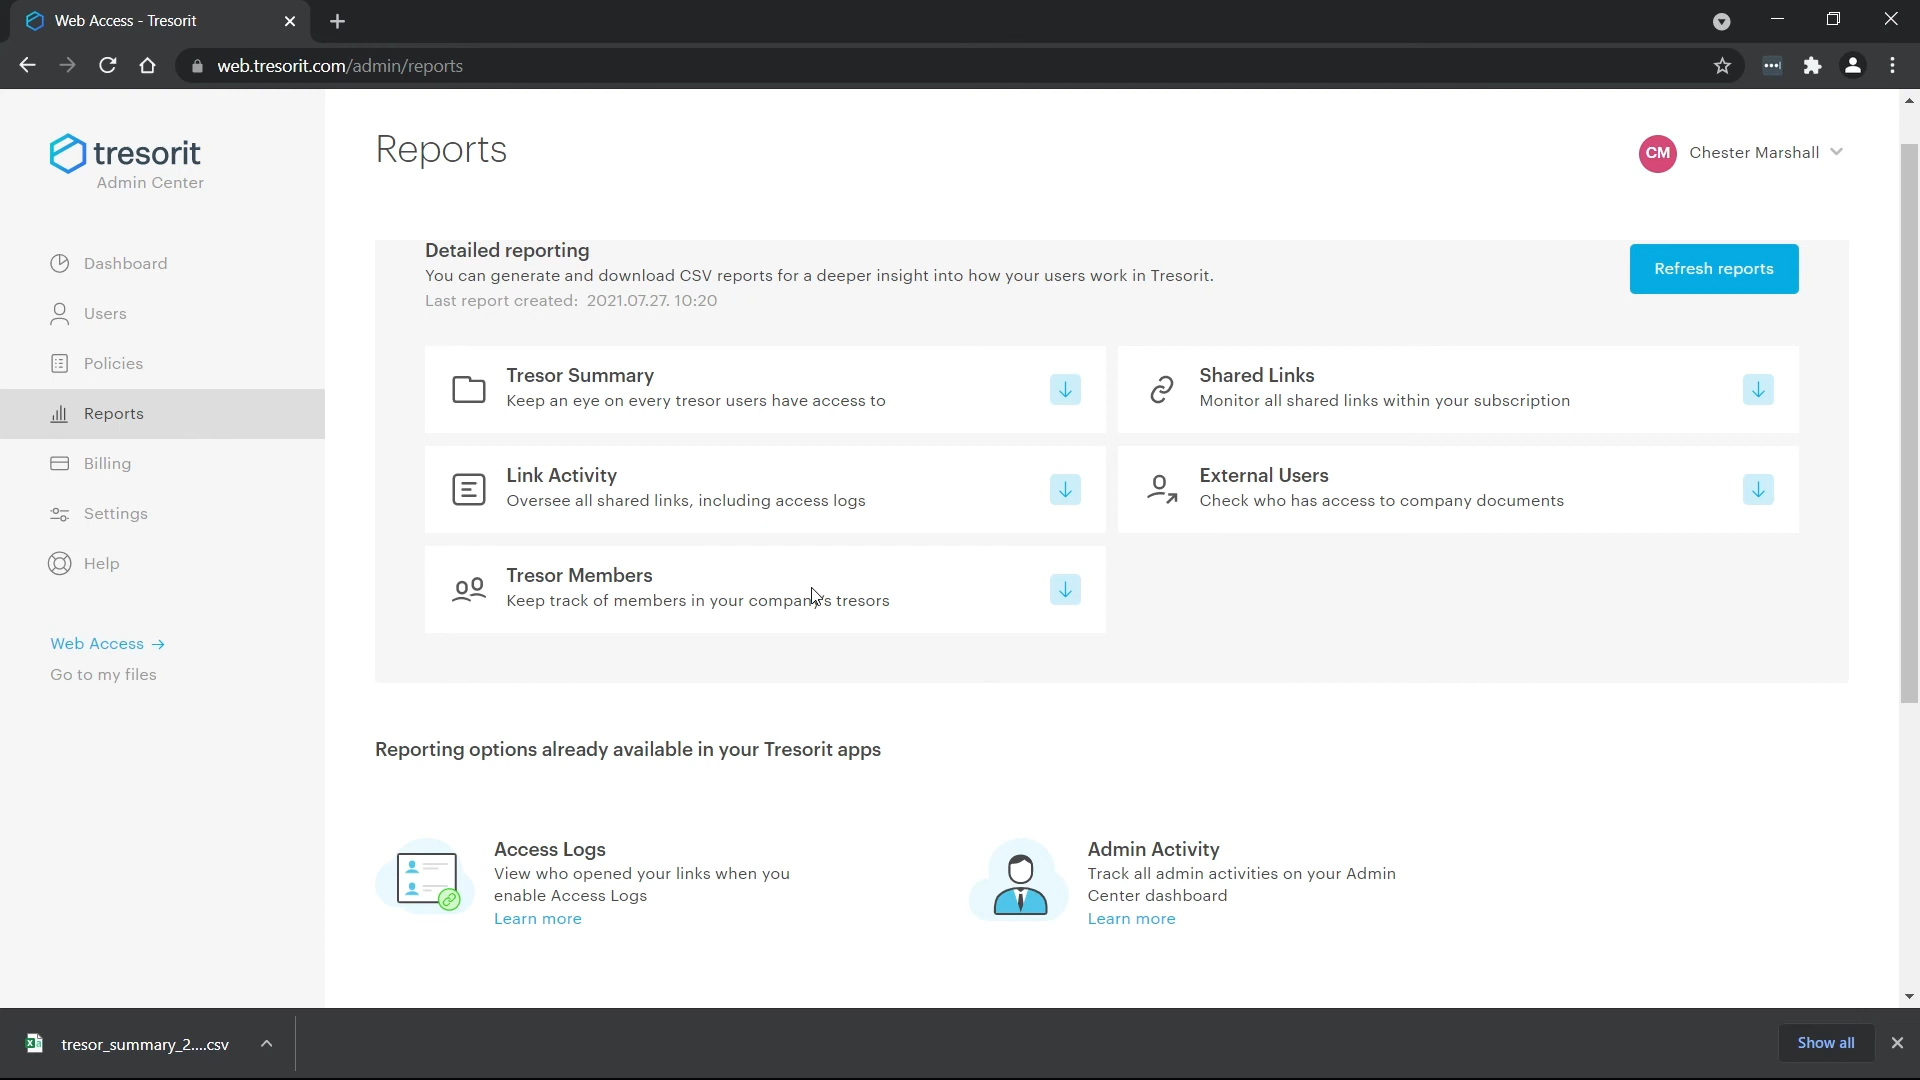 Web Access - Tresorit
web.tresorit.com/admin/reports
tresorit
Admin Center
Dashboard
Users
Policies
Reports
Billing
Settings
Help
Web Access →
Go to my files
Reports
CM Chester Marshall
Detailed reporting
You can generate and download CSV reports for a deeper insight into how your users work in Tresorit.
Last report created: 2021.07.27. 10:20
Refresh reports
Tresor Summary
Keep an eye on every tresor users have access to
Shared Links
Monitor all shared links within your subscription
Link Activity
Oversee all shared links, including access logs
External Users
Check who has access to company documents
Tresor Members
Keep track of members in your company's tresors
Reporting options already available in your Tresorit apps
Access Logs
View who opened your links when you
enable Access Logs
Learn more
Admin Activity
Track all admin activities on your Admin
Center dashboard
Learn more
tresor_summary_2....csv
Show all